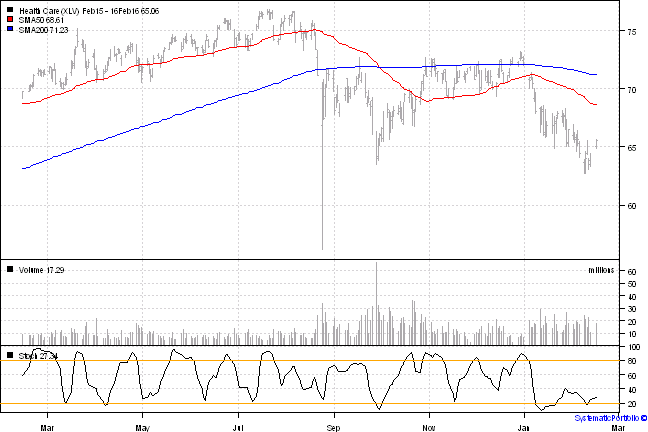 Health Care (XLV) Feb15 - 16Feb16 65.06
SMA50 68.61
SMA200 71.23
75
70
65
60
Volume 17.29
millions
60
50
40
30
20
10
Stoch 27.34
100
80
60
40
20
Mar May Jul Sep Nov Jan Mar
SystematicPortfolio ©